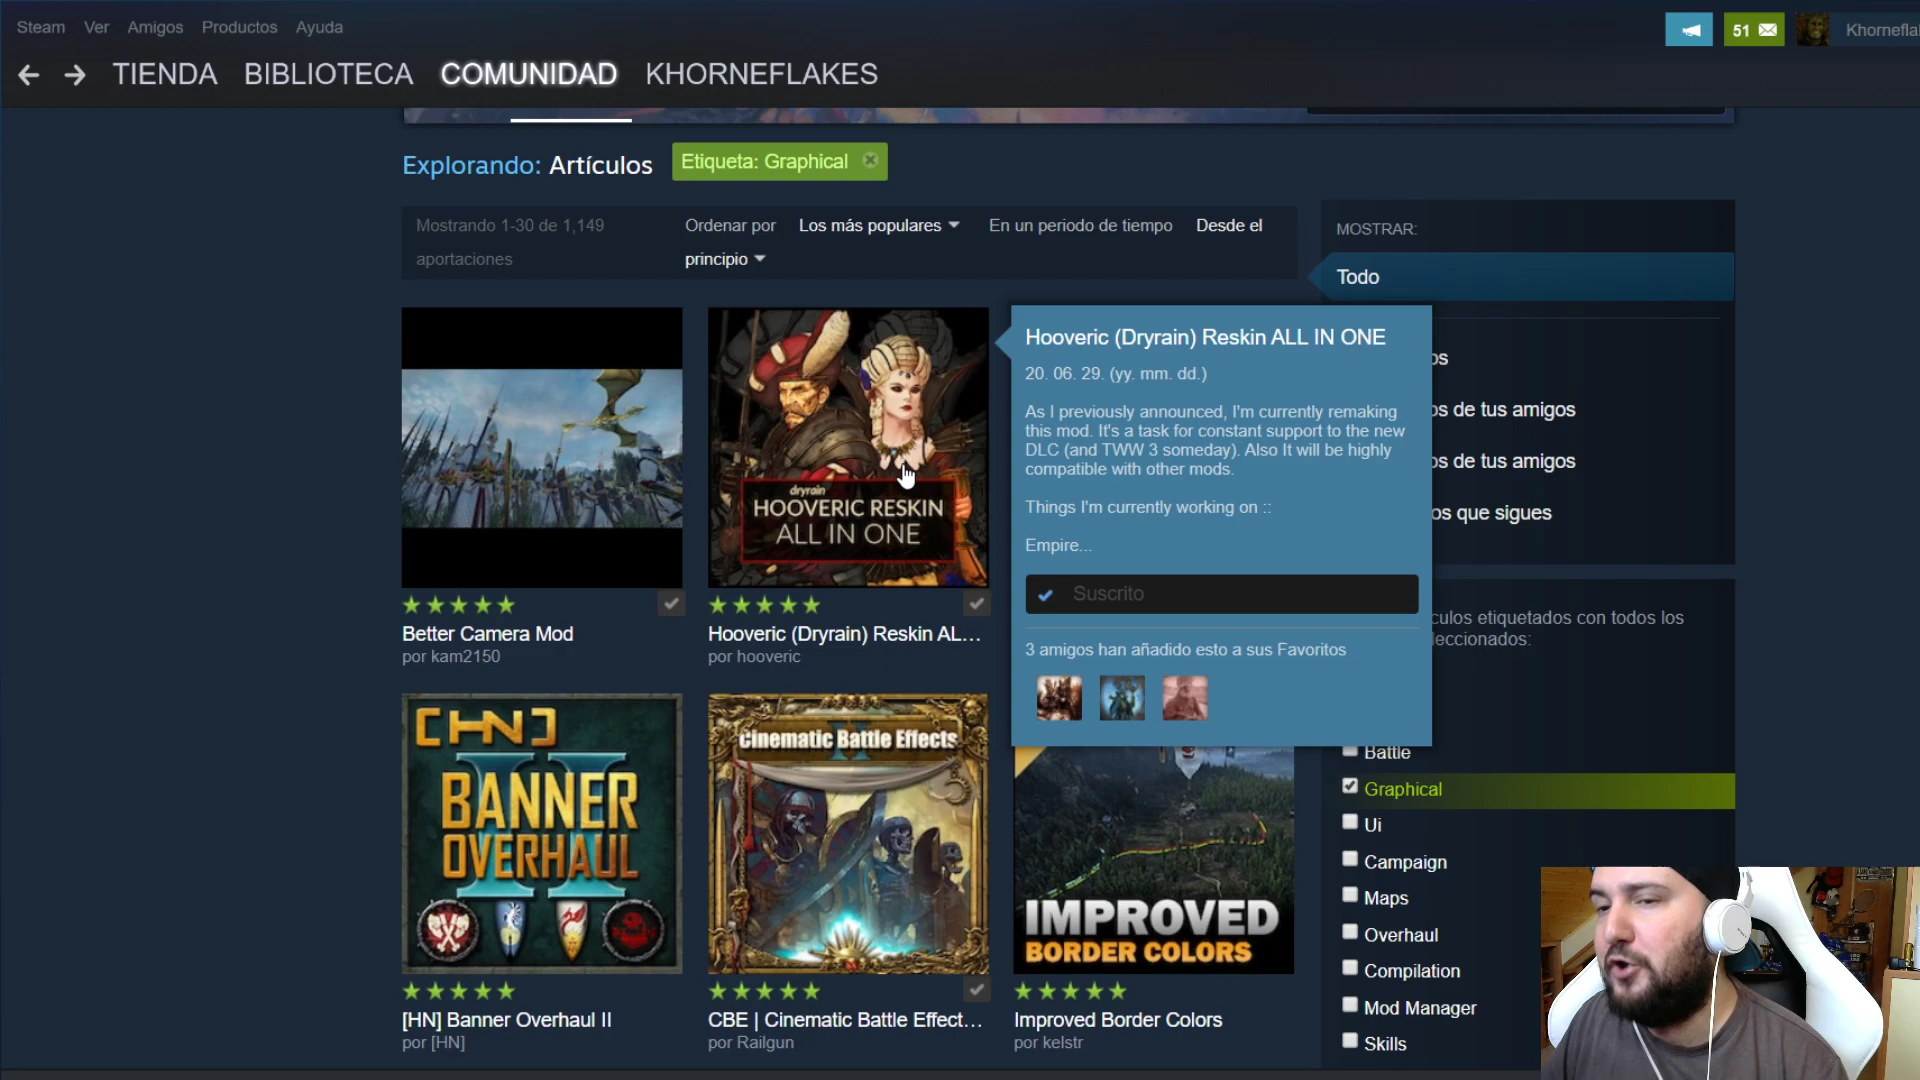 Steam Ver Amigos Productos Ayuda
51
TIENDA BIBLIOTECA COMUNIDAD KHORNEFLAKES
Explorando: Artículos
Etiqueta: Graphical
Mostrando 1-30 de 1,149
aportaciones
Ordenar por Los más populares En un periodo de tiempo Desde el
principio
MOSTRAR:
Todo
os
os de tus amigos
os de tus amigos
os que sigues
Hooveric (Dryrain) Reskin ALL IN ONE
20. 06. 29. (yy. mm. dd.)
As I previously announced, I'm currently remaking
this mod. It's a task for constant support to the new
DLC (and TWW 3 someday). Also It will be highly
compatible with other mods.
Things I'm currently working on ::
Empire...
Suscrito
3 amigos han añadido esto a sus Favoritos
dryrain
HOOVERIC RESKIN
ALL IN ONE
Better Camera Mod
por kam2150
Hooveric (Dryrain) Reskin AL...
por hooveric
[HN]
II
BANNER
OVERHAUL
Cinematic Battle Effects
II
IMPROVED
BORDER COLORS
[HN] Banner Overhaul II
por [HN]
CBE | Cinematic Battle Effect...
por Railgun
Improved Border Colors
por kelstr
culos etiquetados con todos los
leccionados:
Battle
Graphical
Ui
Campaign
Maps
Overhaul
Compilation
Mod Manager
Skills